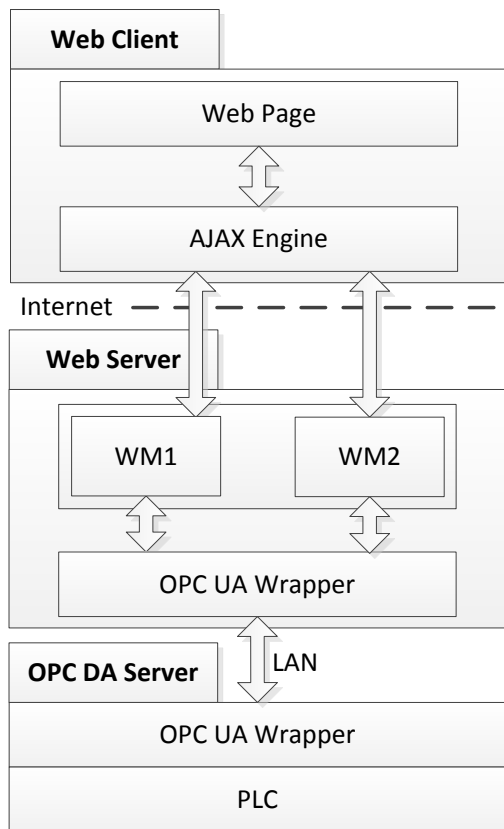 Web Client
Web Page
AJAX Engine
Internet
Web Server
WM1
WM2
OPC UA Wrapper
LAN
OPC DA Server
OPC UA Wrapper
PLC